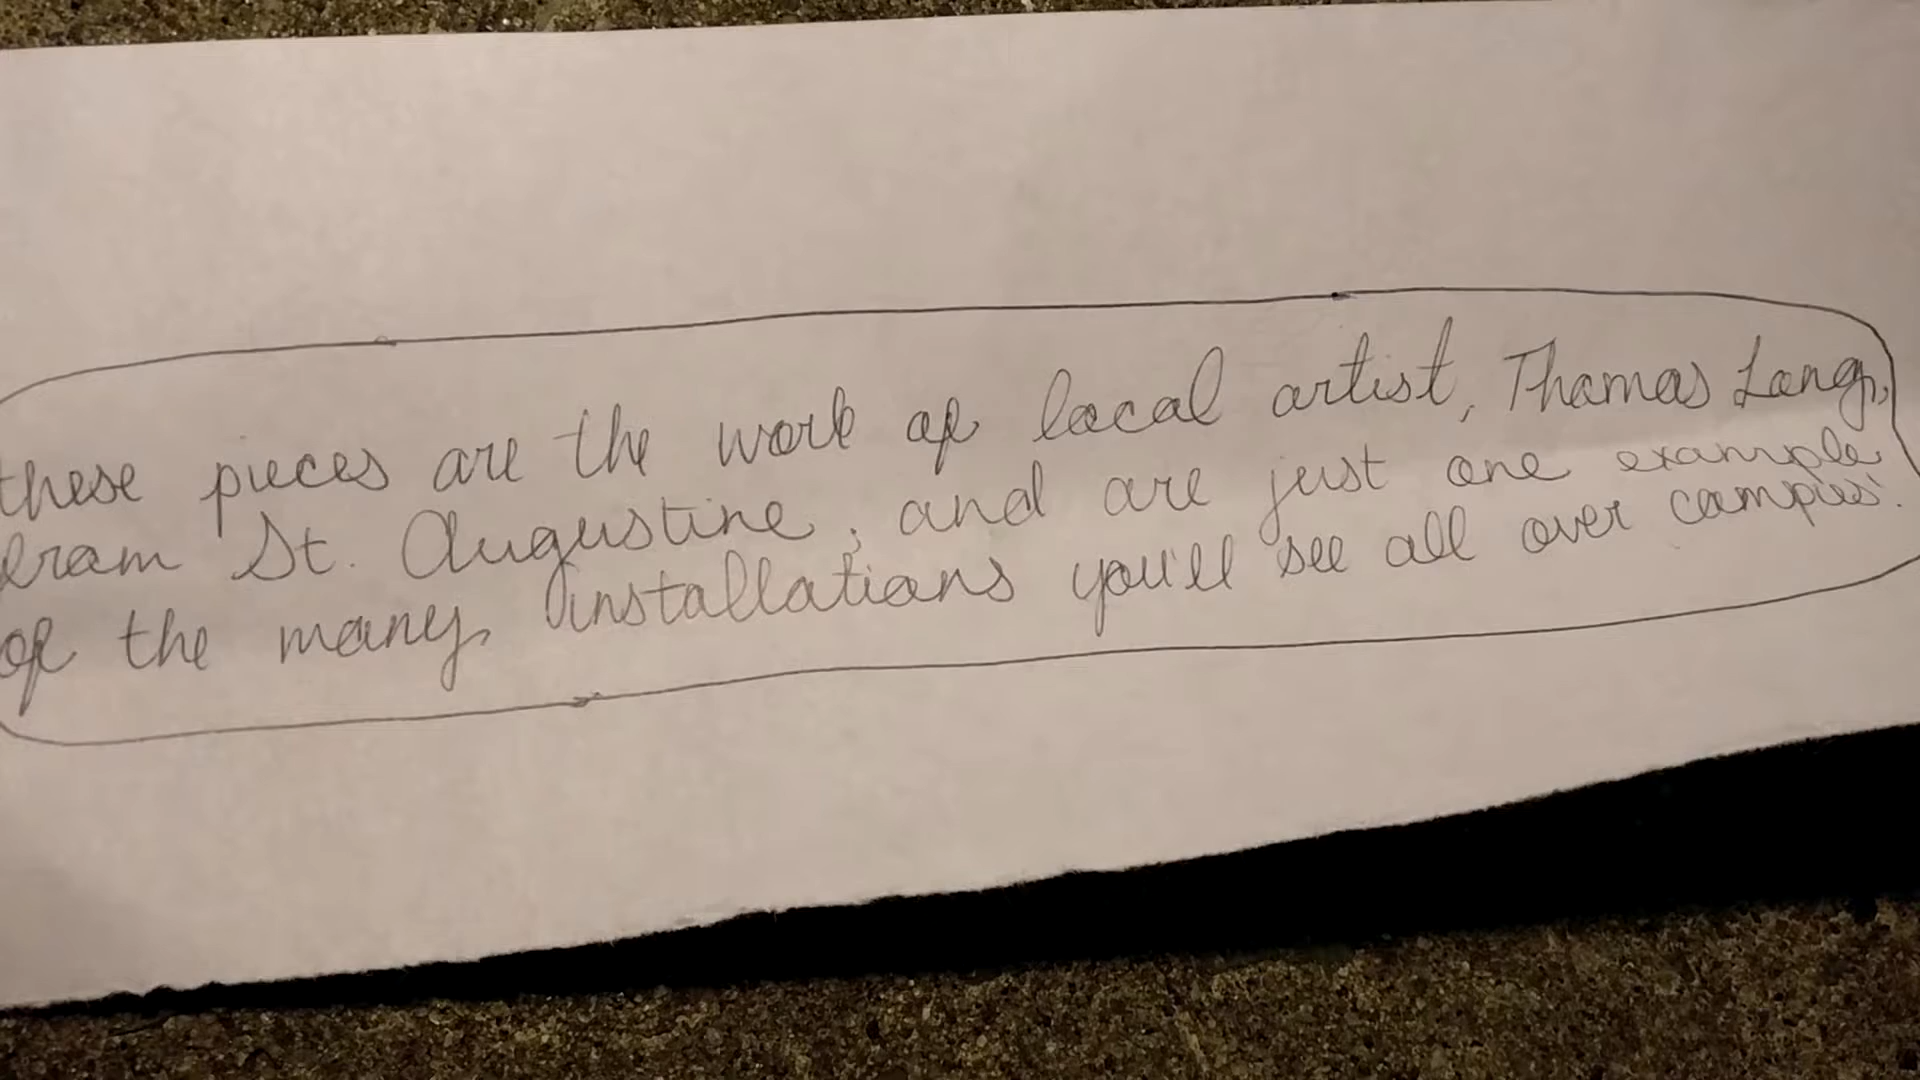 these pieces are the work of local artist, Thomas Lang,
from St. Augustine, and are just one example
of the many installations you'll see all over campus.